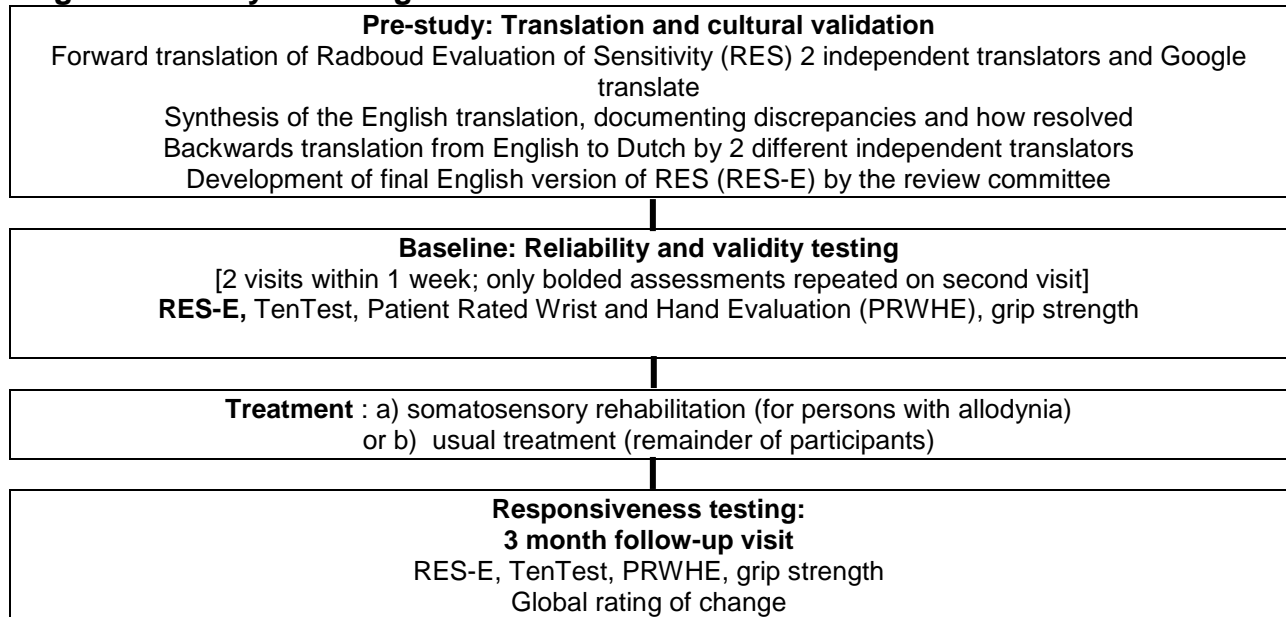 Pre-study: Translation and cultural validation
Forward translation of Radboud Evaluation of Sensitivity (RES) 2 independent translators and Google
translate
Synthesis of the English translation, documenting discrepancies and how resolved
Backwards translation from English to Dutch by 2 different independent translators
Development of final English version of RES (RES-E) by the review committee
Baseline: Reliability and validity testing
[2 visits within 1 week; only bolded assessments repeated on second visit]
RES-E, TenTest, Patient Rated Wrist and Hand Evaluation (PRWHE), grip strength
Treatment : a) somatosensory rehabilitation (for persons with allodynia)
or b) usual treatment (remainder of participants)
Responsiveness testing:
3 month follow-up visit
RES-E, TenTest, PRWHE, grip strength
Global rating of change